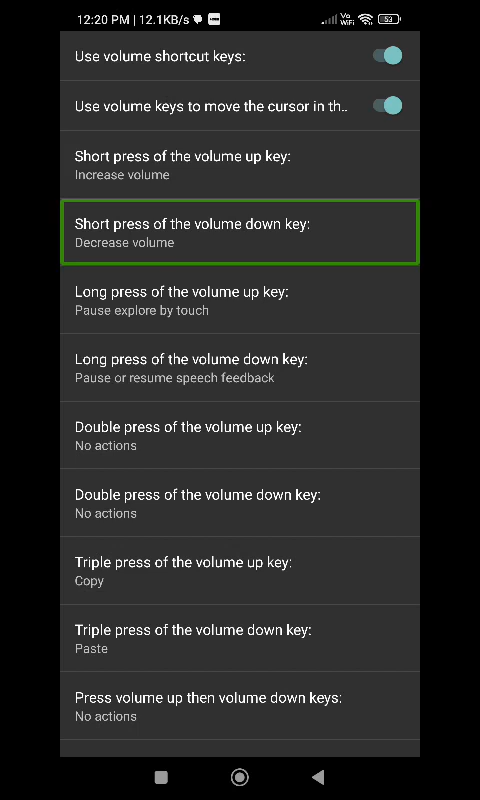 12:20 PM | 12.1KB/s
Vo
WiFi
53
Use volume shortcut keys:
Use volume keys to move the cursor in th..
Short press of the volume up key:
Increase volume
Short press of the volume down key:
Decrease volume
Long press of the volume up key:
Pause explore by touch
Long press of the volume down key:
Pause or resume speech feedback
Double press of the volume up key:
No actions
Double press of the volume down key:
No actions
Triple press of the volume up key:
Copy
Triple press of the volume down key:
Paste
Press volume up then volume down keys:
No actions